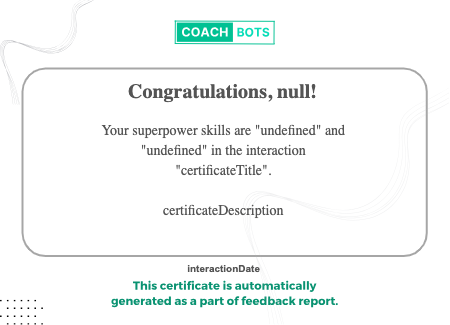 COACH BOTS
Congratulations, null!
Your superpower skills are "undefined" and
"undefined" in the interaction
"certificateTitle".
certificateDescription
interactionDate
This certificate is automatically
generated as a part of feedback report.